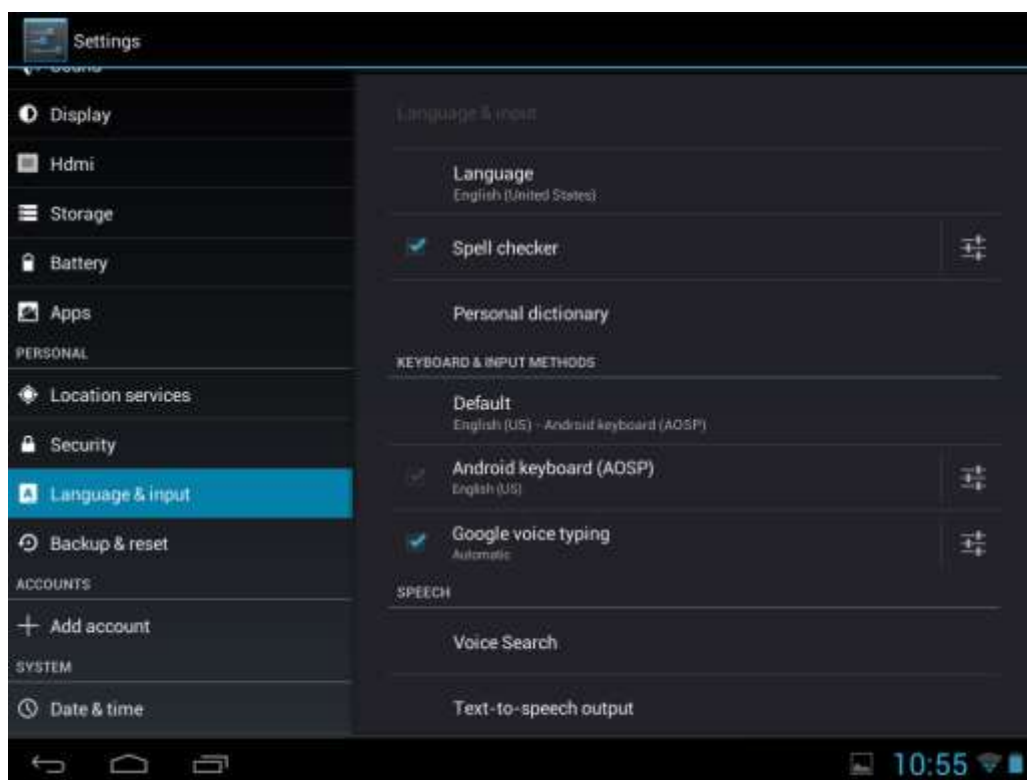 Settings
Sound
Display
Hdmi
Storage
Battery
Apps
PERSONAL
Location services
Security
Language & input
Backup & reset
ACCOUNTS
Add account
SYSTEM
Date & time
Language & input
Language
English (United States)
Spell checker
Personal dictionary
KEYBOARD & INPUT METHODS
Default
English (US) - Android keyboard (AOSP)
Android keyboard (AOSP)
English (US)
Google voice typing
Automatic
SPEECH
Voice Search
Text-to-speech output
10:55